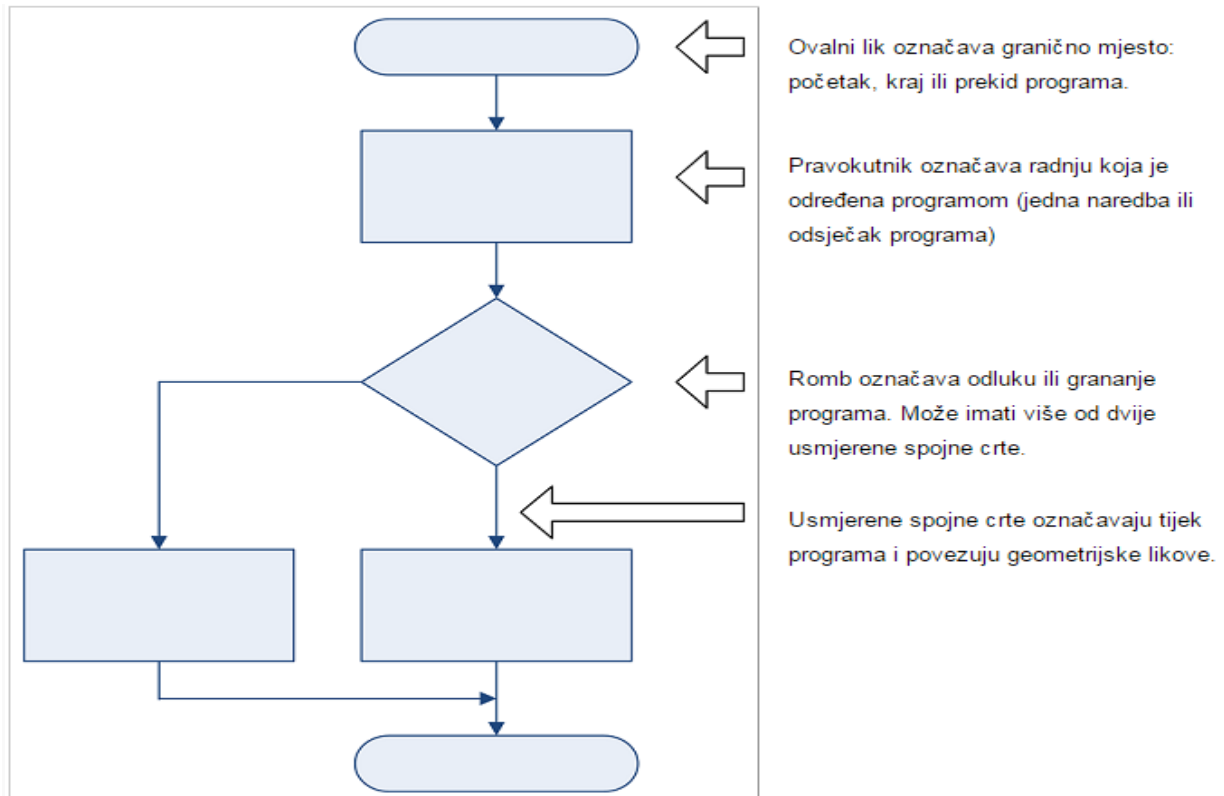 Ovalni lik označava granično mjesto:
početak, kraj ili prekid programa.
Pravokutnik označava radnju koja je
određena programom (jedna naredba ili
odsječak programa)
Romb označava odluku ili grananje
programa. Može imati više od dvije
usmjerene spojne crte.
Usmjerene spojne crte označavaju tijek
programa i povezuju geometrijske likove.